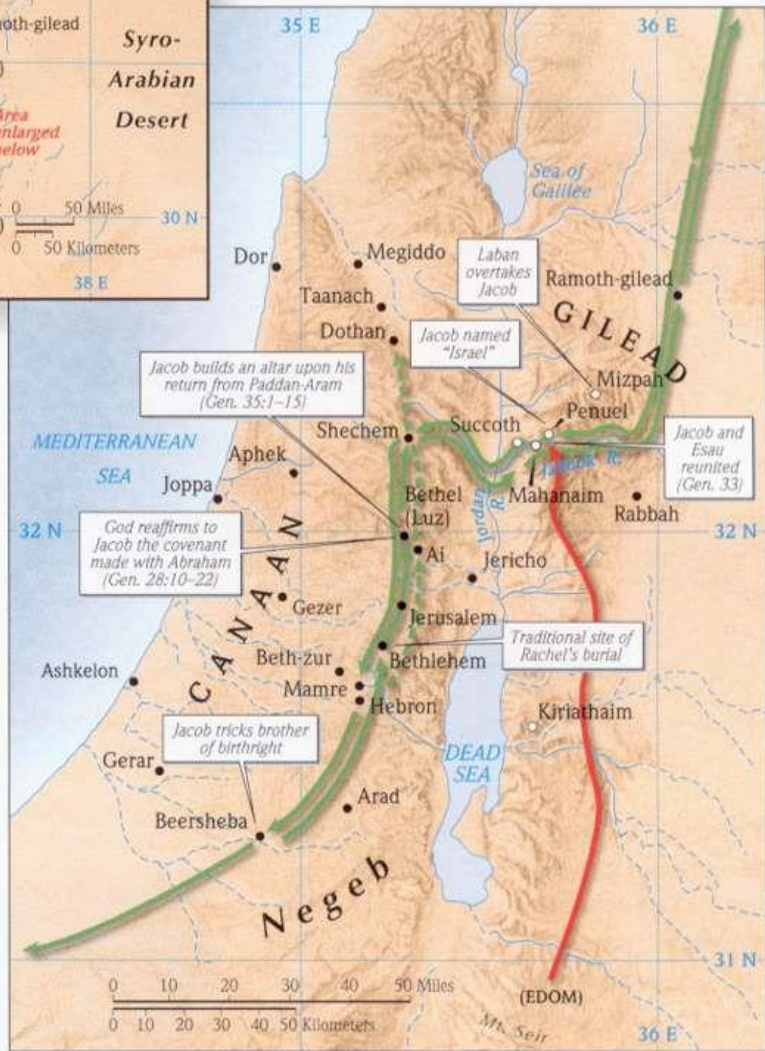 oth-gilead
Syro-
Arabian
Desert
Area
enlarged
below
0 50 Miles
0 50 Kilometers
30 N
38 E
35 E
36 E
Sea of
Galilee
Dor
Megiddo
Laban
overtakes
Jacob
Ramoth-gilead
Taanach
GILEAD
Dothan
Jacob named
"Israel"
Jacob builds an altar upon his
return from Paddan-Aram
(Gen. 35:1–15)
Mizpah
Penuel
Succoth
Shechem
Jacob and
Esau
reunited
(Gen. 33)
MEDITERRANEAN
SEA
Aphek
Jabbok R.
Joppa
Mahanaim
Rabbah
Bethel
(Luz)
Jordan
R.
32 N
32 N
God reaffirms to
Jacob the covenant
made with Abraham
(Gen. 28:10–22)
Ai
Jericho
CANAAN
Gezer
Jerusalem
Traditional site of
Rachel's burial
Beth-zur
Bethlehem
Ashkelon
Mamre
Hebron
Kiriathaim
Jacob tricks brother
of birthright
DEAD
SEA
Gerar
Arad
Beersheba
Negeb
31 N
0 10 20 30 40 50 Miles
0 10 20 30 40 50 Kilometers
(EDOM)
Mt. Seir
36 E